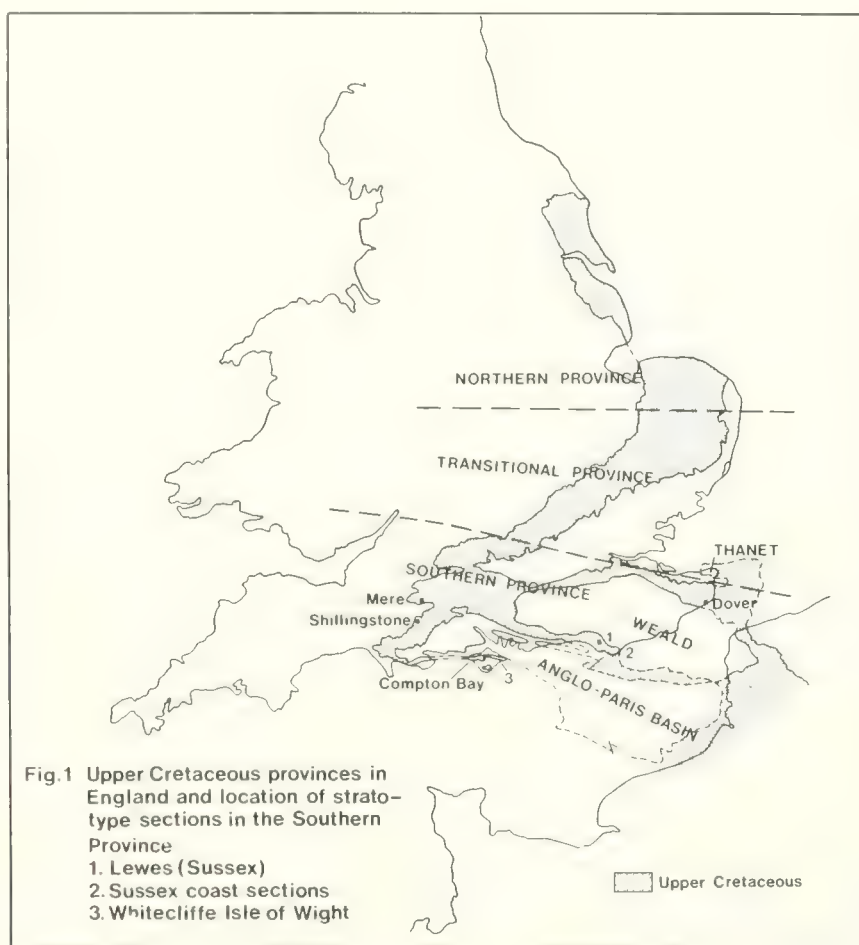 NORTHERN PROVINCE
TRANSITIONAL PROVINCE
THANET
SOUTHERN PROVINCE
Mere
Dover
Shillingstone
WEALD
1
2
ANGLO-PARIS BASIN
Compton Bay
3
Fig.1 Upper Cretaceous provinces in
England and location of strato-
type sections in the Southern
Province
1. Lewes (Sussex)
2. Sussex coast sections
3. Whitecliffe Isle of Wight
Upper Cretaceous